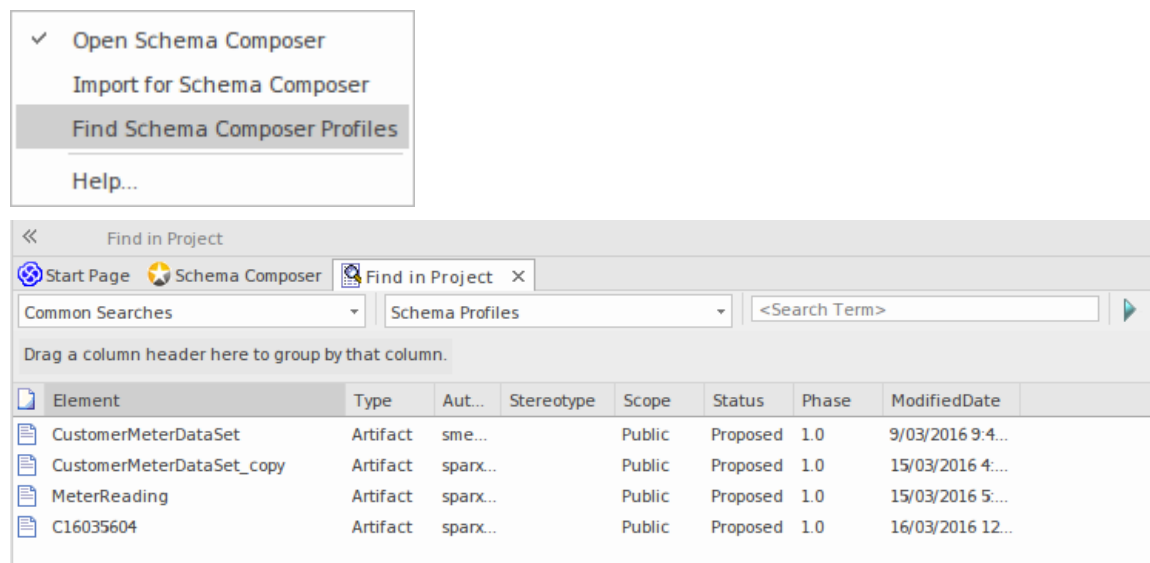 Open Schema Composer
Import for Schema Composer
Find Schema Composer Profiles
Help...
Find in Project
Start Page Schema Composer Find in Project
Common Searches Schema Profiles <Search Term>
Drag a column header here to group by that column.
Element Type Aut... Stereotype Scope Status Phase ModifiedDate
CustomerMeterDataSet Artifact sme... Public Proposed 1.0 9/03/2016 9:4...
CustomerMeterDataSet_copy Artifact sparx... Public Proposed 1.0 15/03/2016 4:...
MeterReading Artifact sparx... Public Proposed 1.0 15/03/2016 5:...
C16035604 Artifact sparx... Public Proposed 1.0 16/03/2016 12...